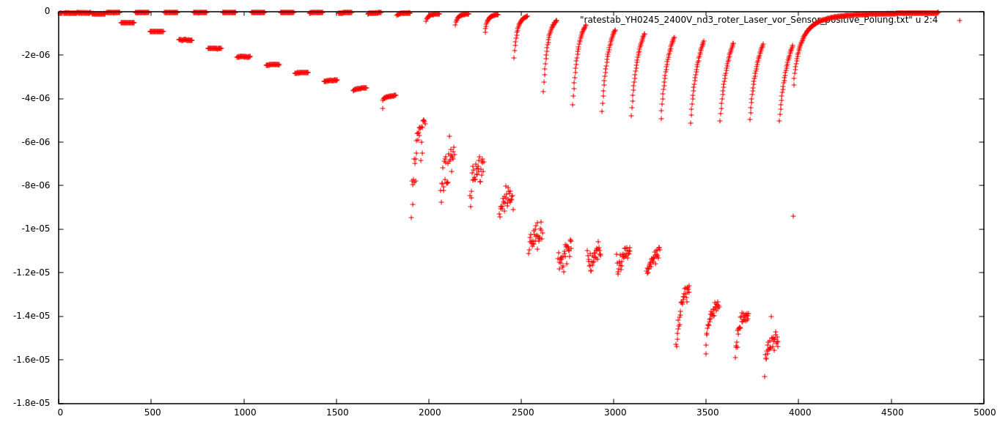 0
-2e-06
-4e-06
-6e-06
-8e-06
-1e-05
-1.2e-05
-1.4e-05
-1.6e-05
-1.8e-05
"ratestab_YH0245_2400V_nd3_roter_Laser_vor_Sensor_positive_Polung.txt" u 2:4
0 500 1000 1500 2000 2500 3000 3500 4000 4500 5000